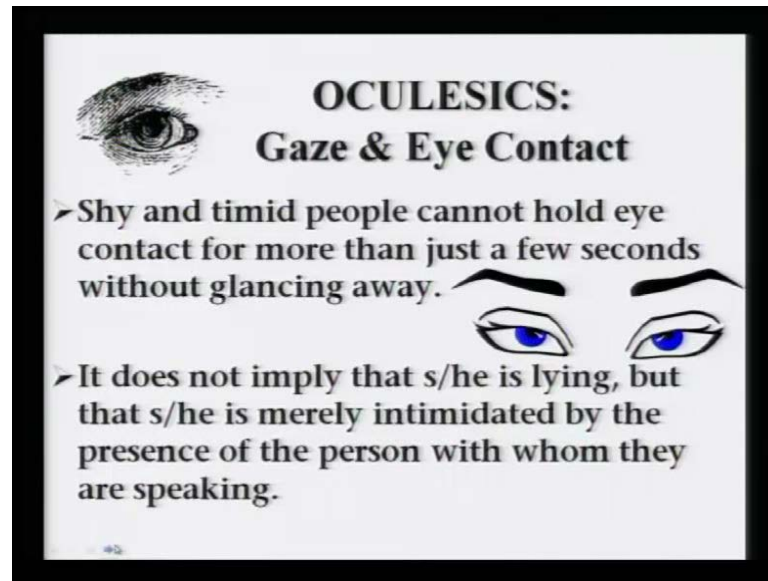 OCULESICS:
Gaze & Eye Contact
➢Shy and timid people cannot hold eye
contact for more than just a few seconds
without glancing away.
➢It does not imply that s/he is lying, but
that s/he is merely intimidated by the
presence of the person with whom they
are speaking.